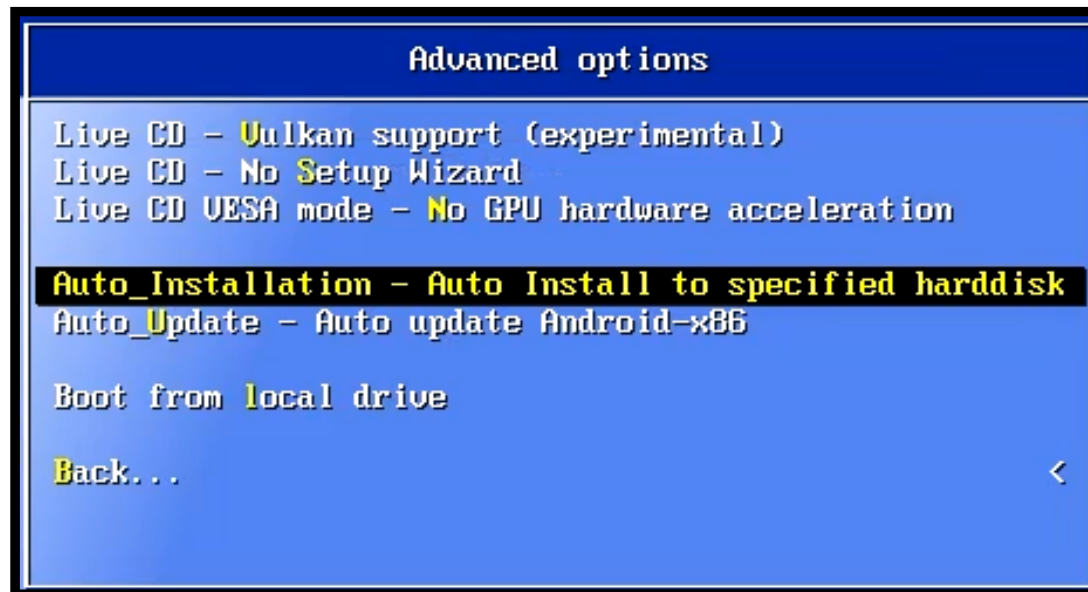 Advanced options
Live CD - Vulkan support (experimental)
Live CD - No Setup Wizard
Live CD VESA mode - No GPU hardware acceleration
Auto_Installation - Auto Install to specified harddisk
Auto_Update - Auto update Android-x86
Boot from local drive
Back... <